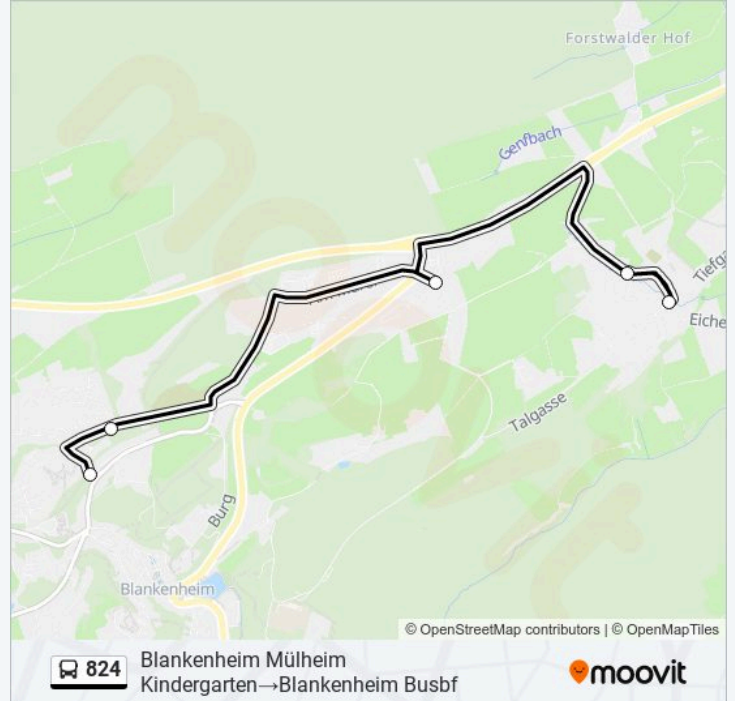 Forstwalder Hof
Genfbach
Tiefga
Eiche
Talgasse
Burg
Blankenheim
© OpenStreetMap contributors | © OpenMapTiles
824
Blankenheim Mülheim
Kindergarten→Blankenheim Busbf
moovit